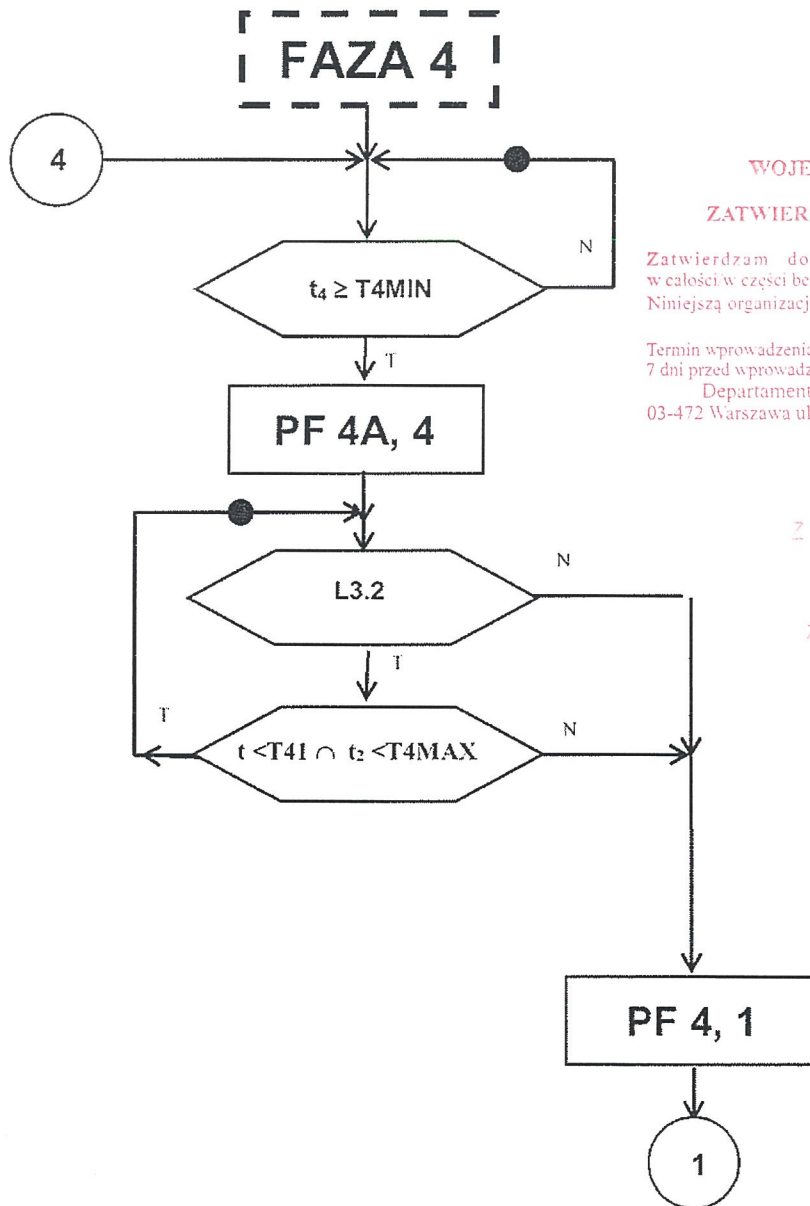 FAZA 4
4
N
t₄ ≥ T4MIN
T
PF 4A, 4
L3.2
N
T
T
t <T41 ∩ t₂ <T4MAX
N
PF 4, 1
1
WOJE
ZATWIER
Zatwierdzam do
w całości/w części be
Niniejszą organizacj
Termin wprowadzenia
7 dni przed wprowadz
Departament
03-472 Warszawa ul
Z